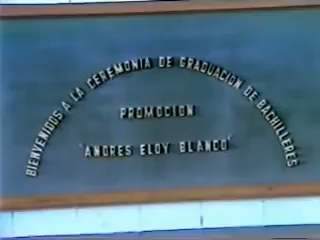 BIENVENIDOS A LA CEREMONIA DE GRADUACION DE BACHILLERES
PROMOCION
"ANDRES ELOY BLANCO"